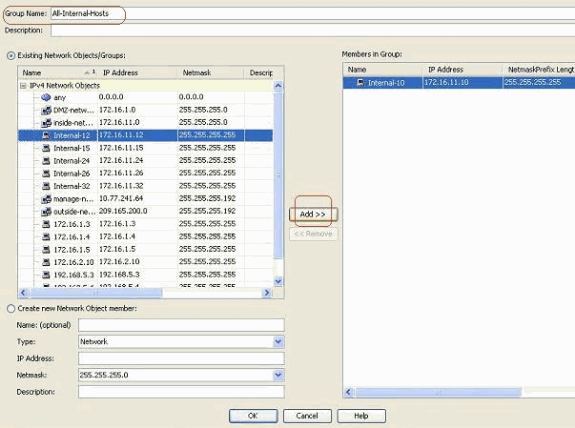 Group Name: All-Internal-Hosts
Description:
Existing Network Objects/Groups:
Name 1 IP Address Netmask Descrip
IPv4 Network Objects
any 0.0.0.0 0.0.0.0
DMZ-netw... 172.16.1.0 255.255.255.0
inside-net... 172.16.11.0 255.255.255.0
Internal-12 172.16.11.12 255.255.255.255
Internal-15 172.16.11.15 255.255.255.255
Internal-24 172.16.11.24 255.255.255.255
Internal-26 172.16.11.26 255.255.255.255
Internal-32 172.16.11.32 255.255.255.255
manage-n... 10.77.241.64 255.255.255.192
outside-ne... 209.165.200.0 255.255.255.192
172.16.1.3 172.16.1.3 255.255.255.255
172.16.1.4 172.16.1.4 255.255.255.255
172.16.1.5 172.16.1.5 255.255.255.255
172.16.2.10 172.16.2.10 255.255.255.255
192.168.5.3 192.168.5.3 255.255.255.255
Add >>
<< Remove
Members in Group:
Name IP Address NetmaskPrefix Lengt
Internal-10 172.16.11.10 255.255.255.255
Create new Network Object member:
Name: (optional)
Type: Network
IP Address:
Netmask: 255.255.255.0
Description:
OK Cancel Help